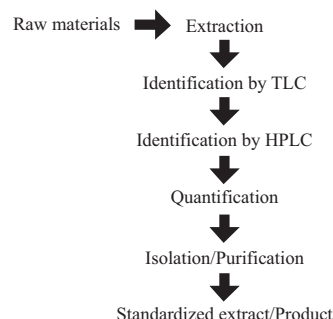 Raw materials Extraction
Identification by TLC
Identification by HPLC
Quantification
Isolation/Purification
Standardized extract/Product